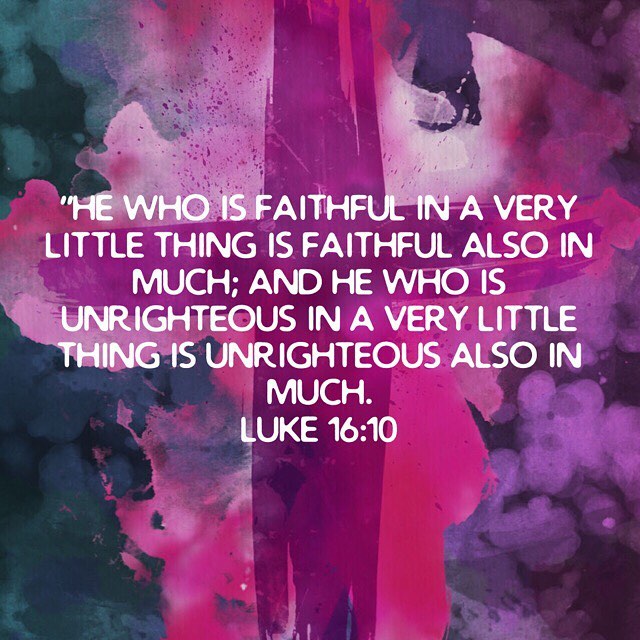 "HE WHO IS FAITHFUL IN A VERY
LITTLE THING IS FAITHFUL ALSO IN
MUCH; AND HE WHO IS
UNRIGHTEOUS IN A VERY LITTLE
THING IS UNRIGHTEOUS ALSO IN
MUCH.
LUKE 16:10